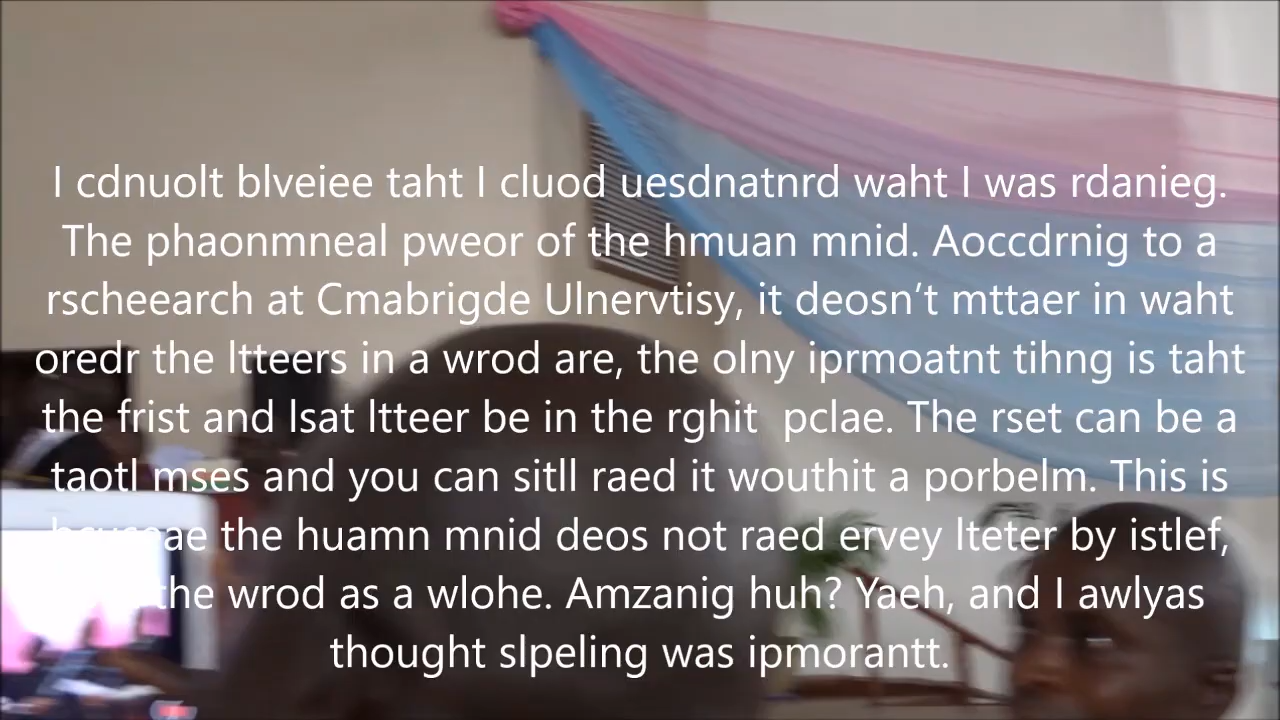 I cdnuolt blveiee taht I cluod uesdnatnrd waht I was rdanieg.
The phaonmneal pweor of the hmuan mnid. Aoccdrnig to a
rscheearch at Cmabrigde Ulnervtisy, it deosn’t mttaer in waht
oredr the ltteers in a wrod are, the olny iprmoatnt tihng is taht
the frist and lsat ltteer be in the rghit pclae. The rset can be a
taotl mses and you can sitll raed it wouthit a porbelm. This is
the huamn mnid deos not raed ervey lteter by istlef,
the wrod as a wlohe. Amzanig huh? Yaeh, and I awlyas
thought slpeling was ipmorantt.